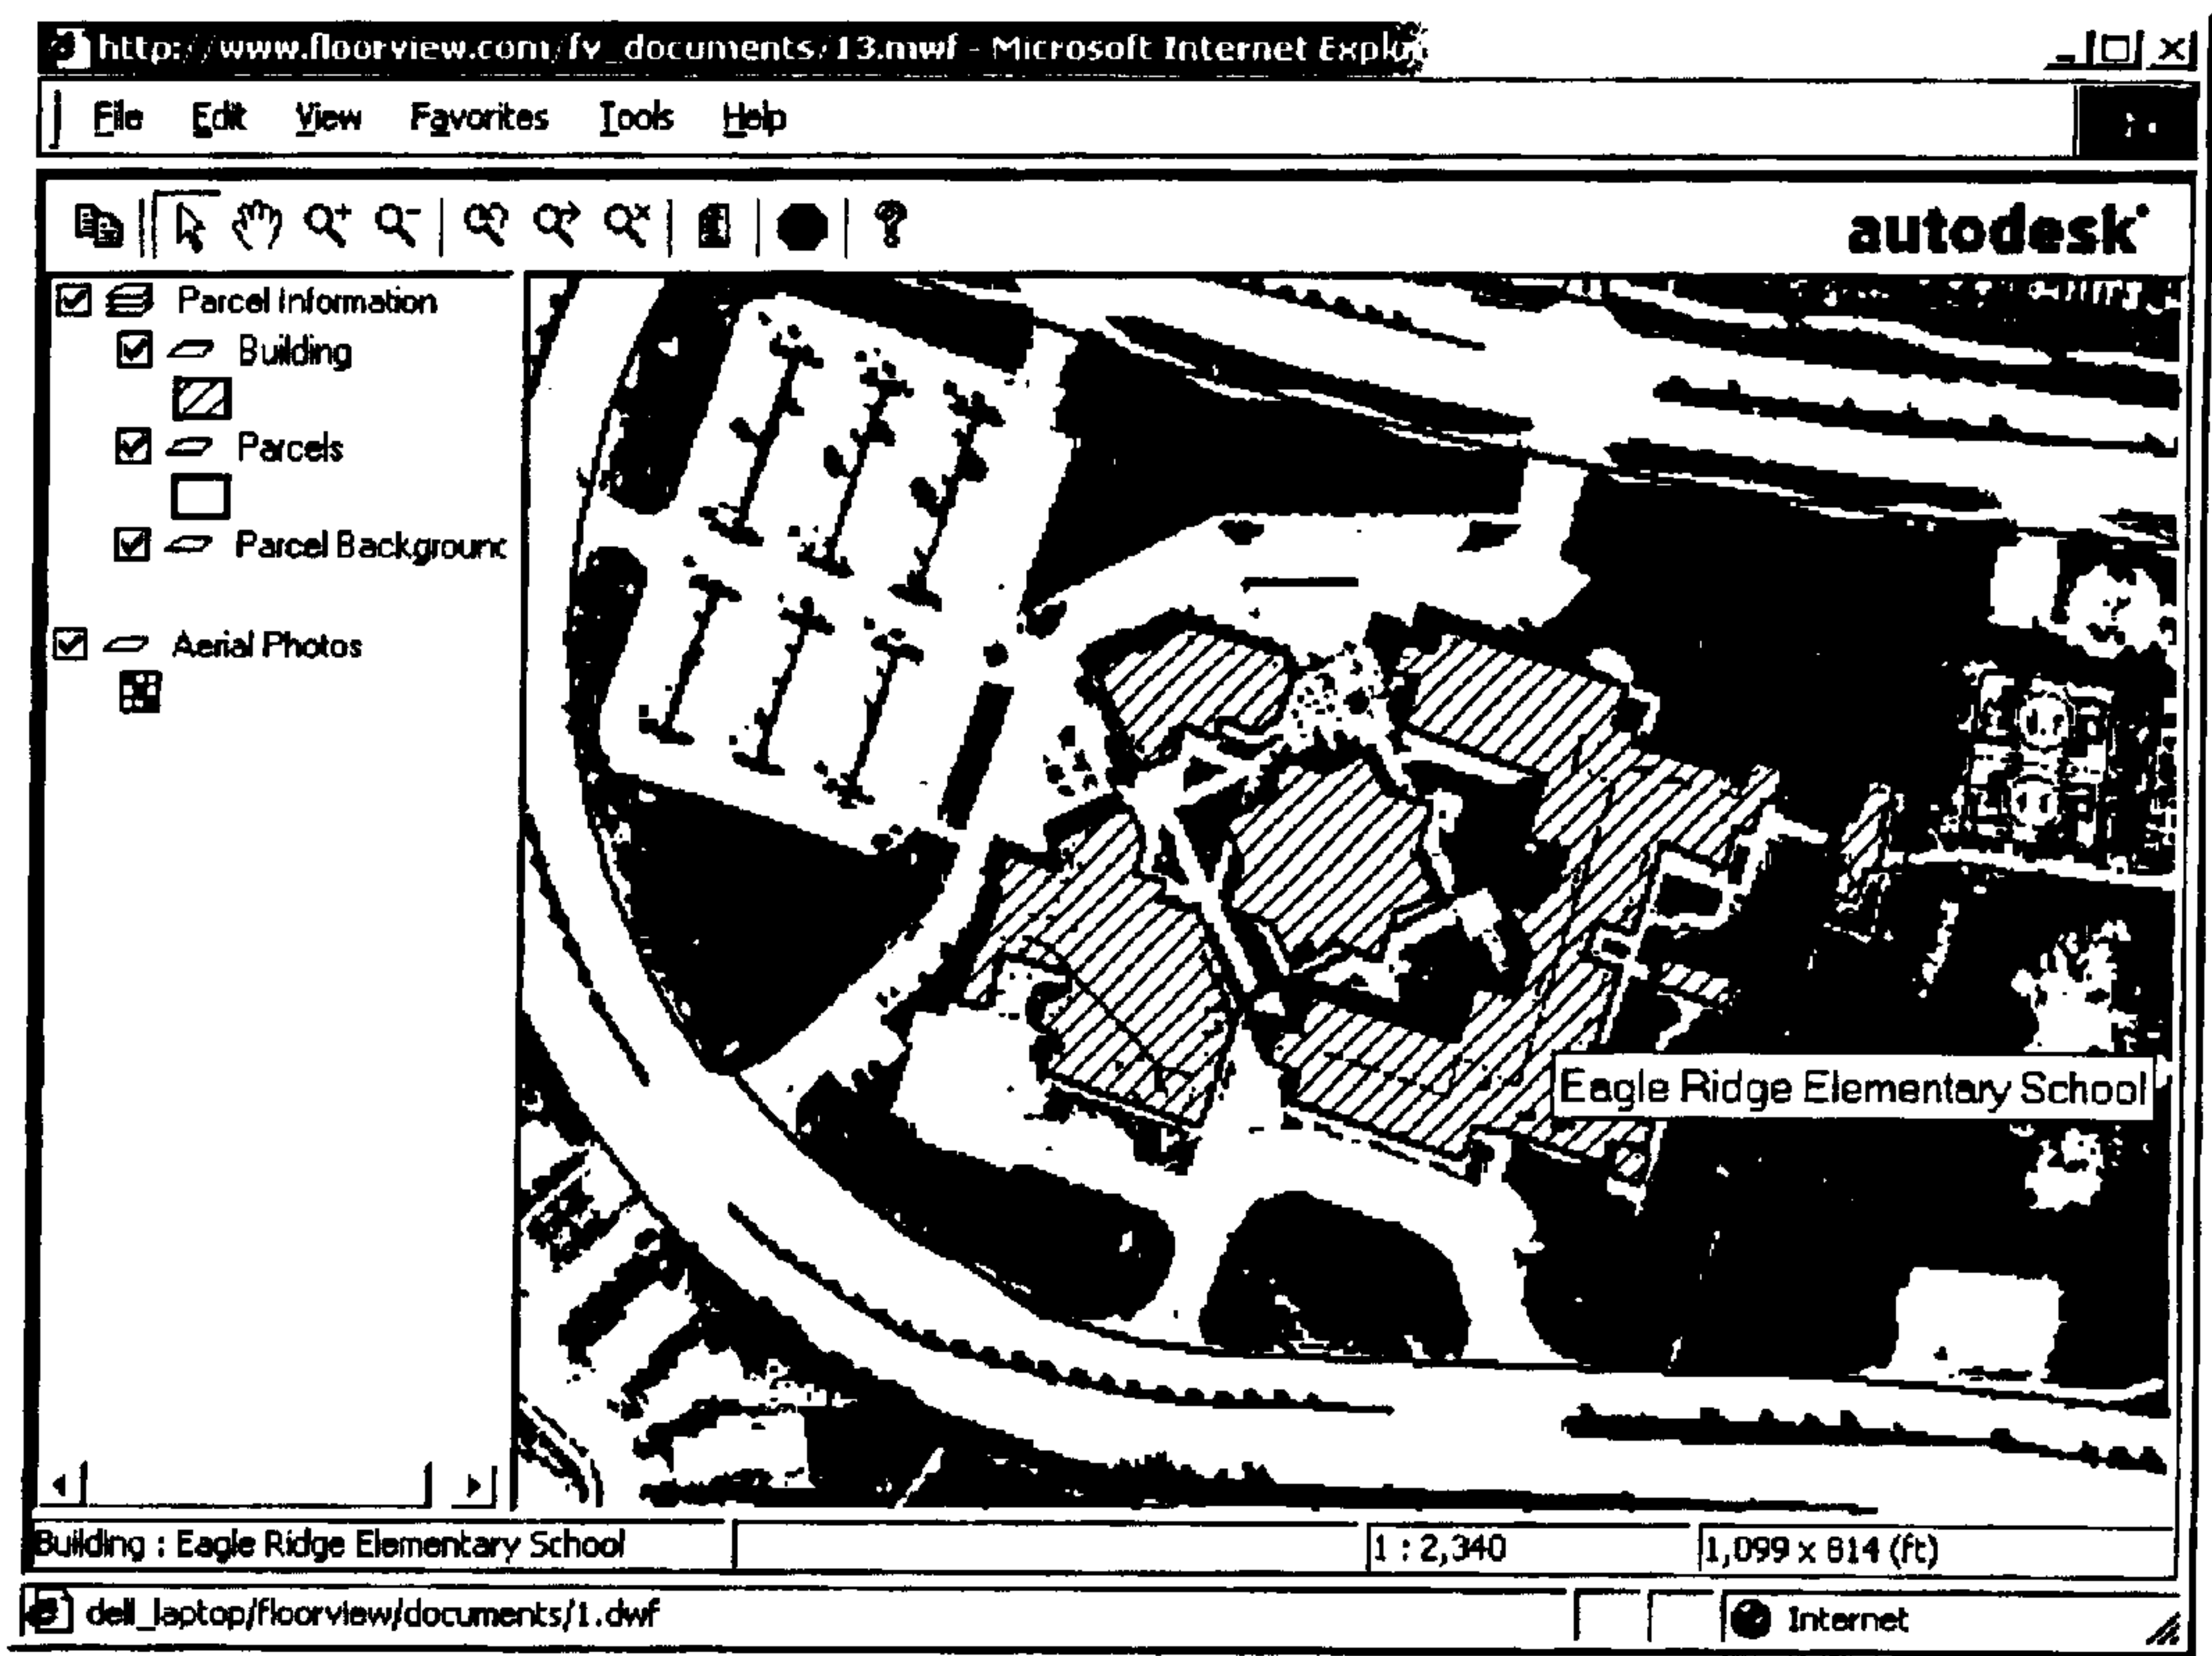 http://www.floorview.com/fv_documents/13.mwf - Microsoft Internet Explo
File Edit View Favorites Tools Help
autodesk
Parcel Information
Building
Parcels
Parcel Background
Aerial Photos
Eagle Ridge Elementary School
Building : Eagle Ridge Elementary School
1 : 2,340
1,099 x 814 (ft)
dell_laptop/floorview/documents/1.dwf
Internet